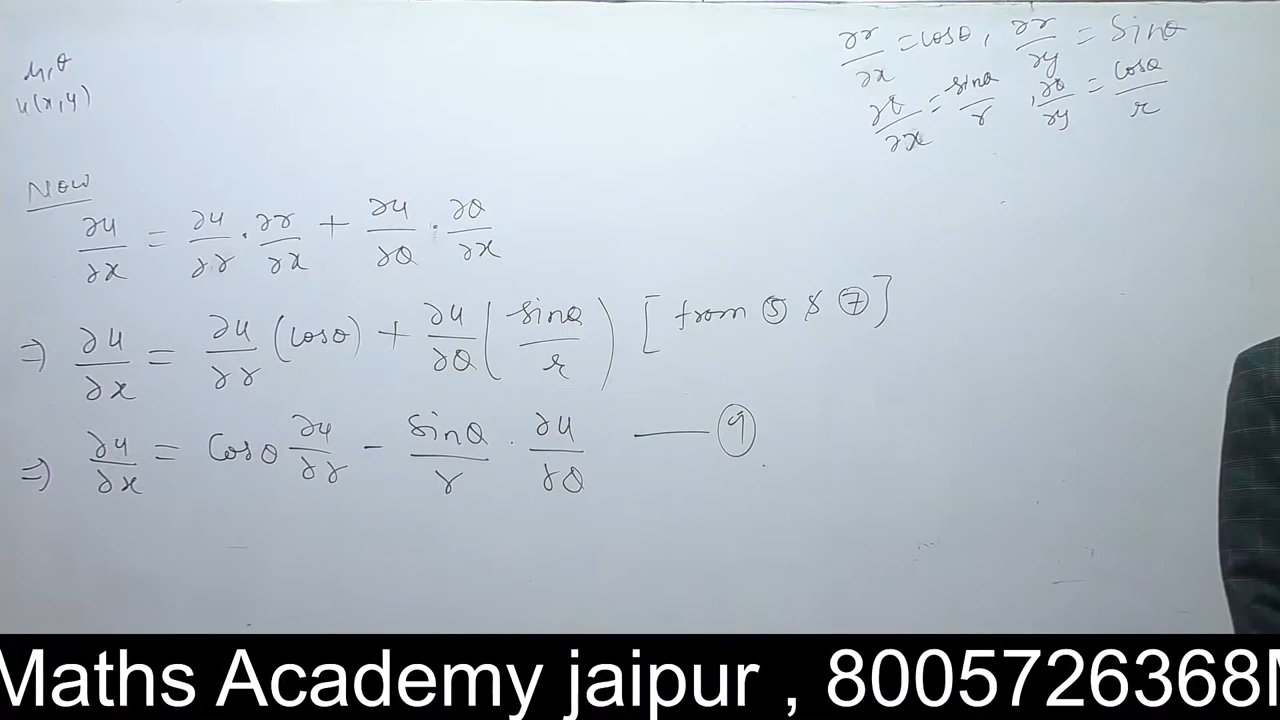 ∂r/∂x = cosθ, ∂r/∂y = Sinθ
∂θ/∂x = sinθ/r, ∂θ/∂y = cosθ/r
u(x,y)
Now
∂u/∂x = ∂u/∂r · ∂r/∂x + ∂u/∂θ · ∂θ/∂x
⇒ ∂u/∂x = ∂u/∂r (cosθ) + ∂u/∂θ (sinθ/r) [from ⑤ & ⑦]
⇒ ∂u/∂x = Cosθ ∂u/∂r - Sinθ/r · ∂u/∂θ —— ⑨
Maths Academy jaipur , 8005726368